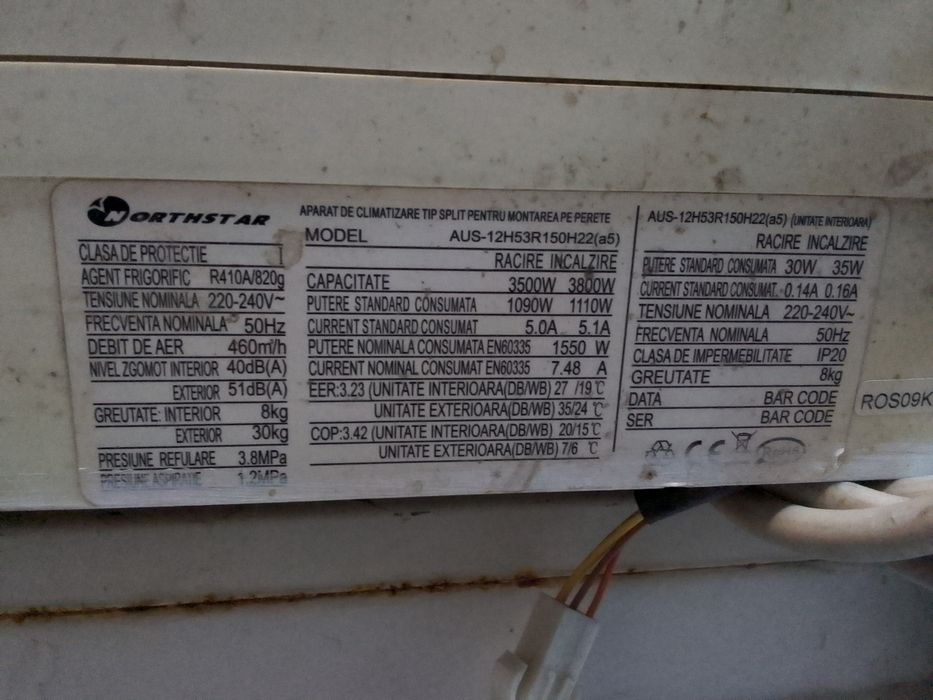 NORTHSTAR
CLASA DE PROTECTIE I
AGENT FRIGORIFIC R410A/820g
TENSIUNE NOMINALA 220-240V~
FRECVENTA NOMINALA 50Hz
DEBIT DE AER 460m³/h
NIVEL ZGOMOT INTERIOR 40dB(A)
EXTERIOR 51dB(A)
GREUTATE: INTERIOR 8kg
EXTERIOR 30kg
PRESIUNE REFULARE 3.8MPa
PRESIUNE ASPIRATIE 1.2MPa
APARAT DE CLIMATIZARE TIP SPLIT PENTRU MONTAREA PE PERETE
MODEL AUS-12H53R150H22(a5)
RACIRE INCALZIRE
CAPACITATE 3500W 3800W
PUTERE STANDARD CONSUMATA 1090W 1110W
CURRENT STANDARD CONSUMAT 5.0A 5.1A
PUTERE NOMINALA CONSUMATA EN60335 1550 W
CURRENT NOMINAL CONSUMAT EN60335 7.48 A
EER:3.23 (UNITATE INTERIOARA(DB/WB) 27 /19℃
UNITATE EXTERIOARA(DB/WB) 35/24 ℃
COP:3.42 (UNITATE INTERIOARA(DB/WB) 20/15℃
UNITATE EXTERIOARA(DB/WB) 7/6 ℃
AUS-12H53R150H22(a5) (UNITATE INTERIOARA)
RACIRE INCALZIRE
PUTERE STANDARD CONSUMATA 30W 35W
CURRENT STANDARD CONSUMAT. 0.14A 0.16A
TENSIUNE NOMINALA 220-240V~
FRECVENTA NOMINALA 50Hz
CLASA DE IMPERMEBILITATE IP20
GREUTATE 8kg
DATA BAR CODE
SER BAR CODE
CE RoHS
ROS09K